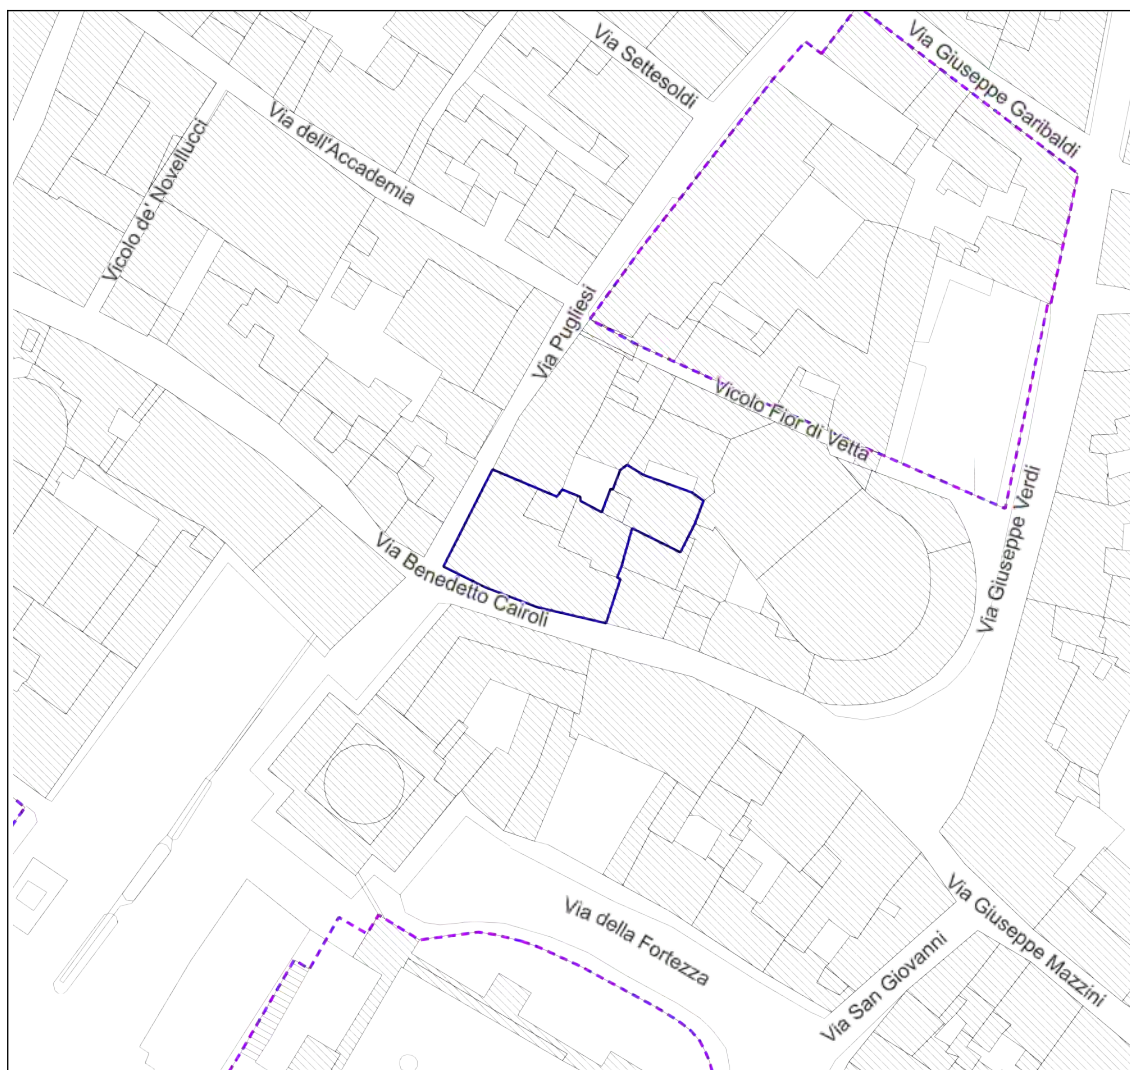 Via Settesoldi
Via Giuseppe Garibaldi
Via dell'Accademia
Vicolo de' Novellucci
Via Pugliesi
Vicolo Fior di Vetta
Via Giuseppe Verdi
Via Benedetto Cairoli
Via della Fortezza
Via San Giovanni
Via Giuseppe Mazzini